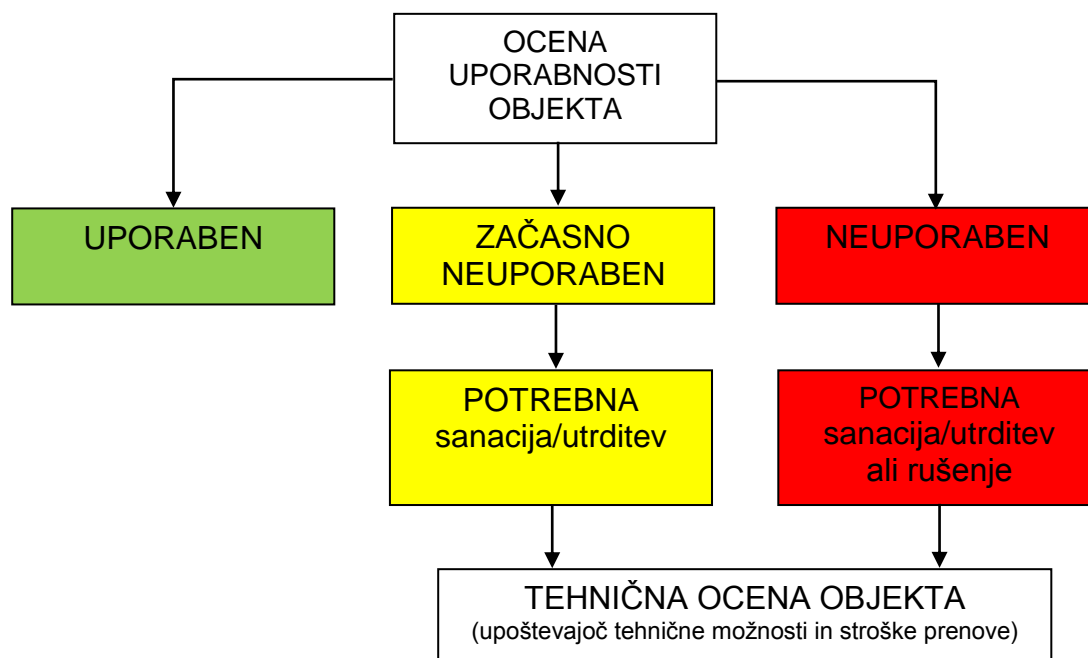 OCENA
UPORABNOSTI
OBJEKTA
UPORABEN
ZAČASNO
NEUPORABEN
NEUPORABEN
POTREBNA
sanacija/utrditev
POTREBNA
sanacija/utrditev
ali rušenje
TEHNIČNA OCENA OBJEKTA
(upoštevajoč tehnične možnosti in stroške prenove)